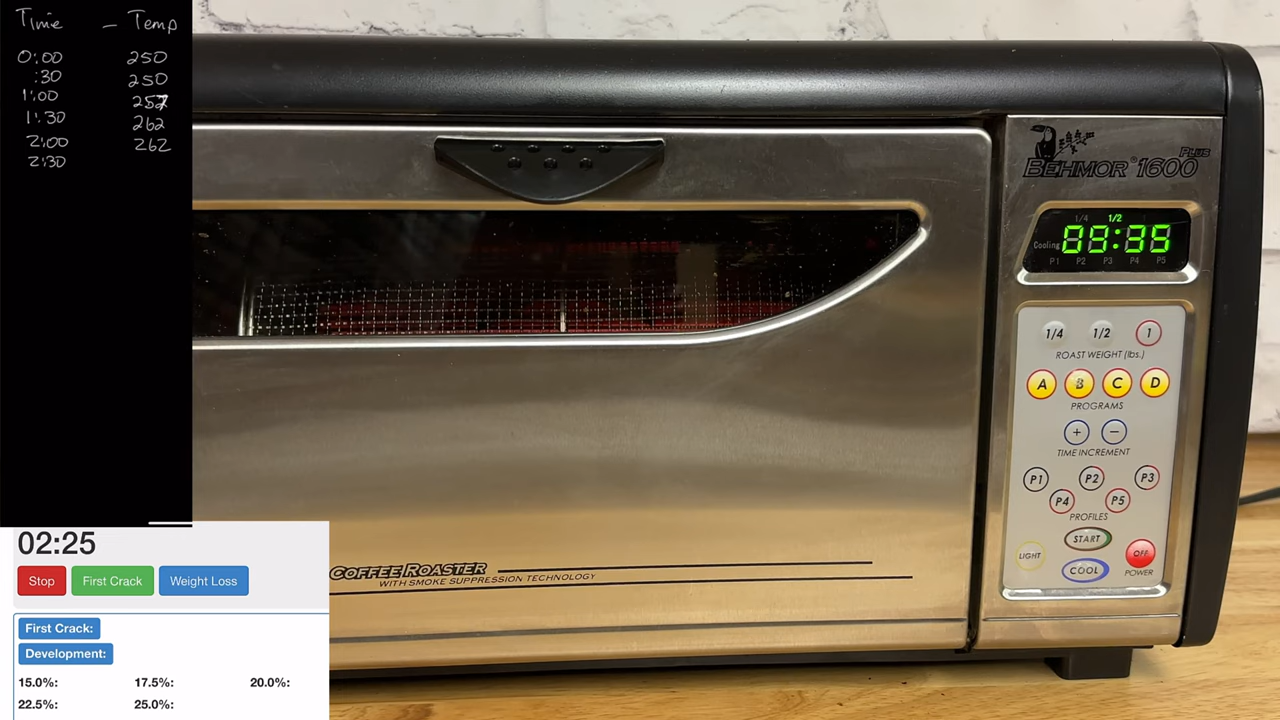 Time - Temp
0:00 250
:30 250
1:00 257
1:30 262
2:00 262
2:30
BEHMOR® 1600 PLUS
1/4 1/2
Cooling 09:35
P1 P2 P3 P4 P5
1/4 1/2 1
ROAST WEIGHT (lbs.)
A B C D
PROGRAMS
+ −
TIME INCREMENT
P1 P2 P3
P4 P5
PROFILES
START
LIGHT OFF
COOL POWER
COFFEE ROASTER
WITH SMOKE SUPPRESSION TECHNOLOGY
02:25
Stop First Crack Weight Loss
First Crack:
Development:
15.0%: 17.5%: 20.0%:
22.5%: 25.0%: